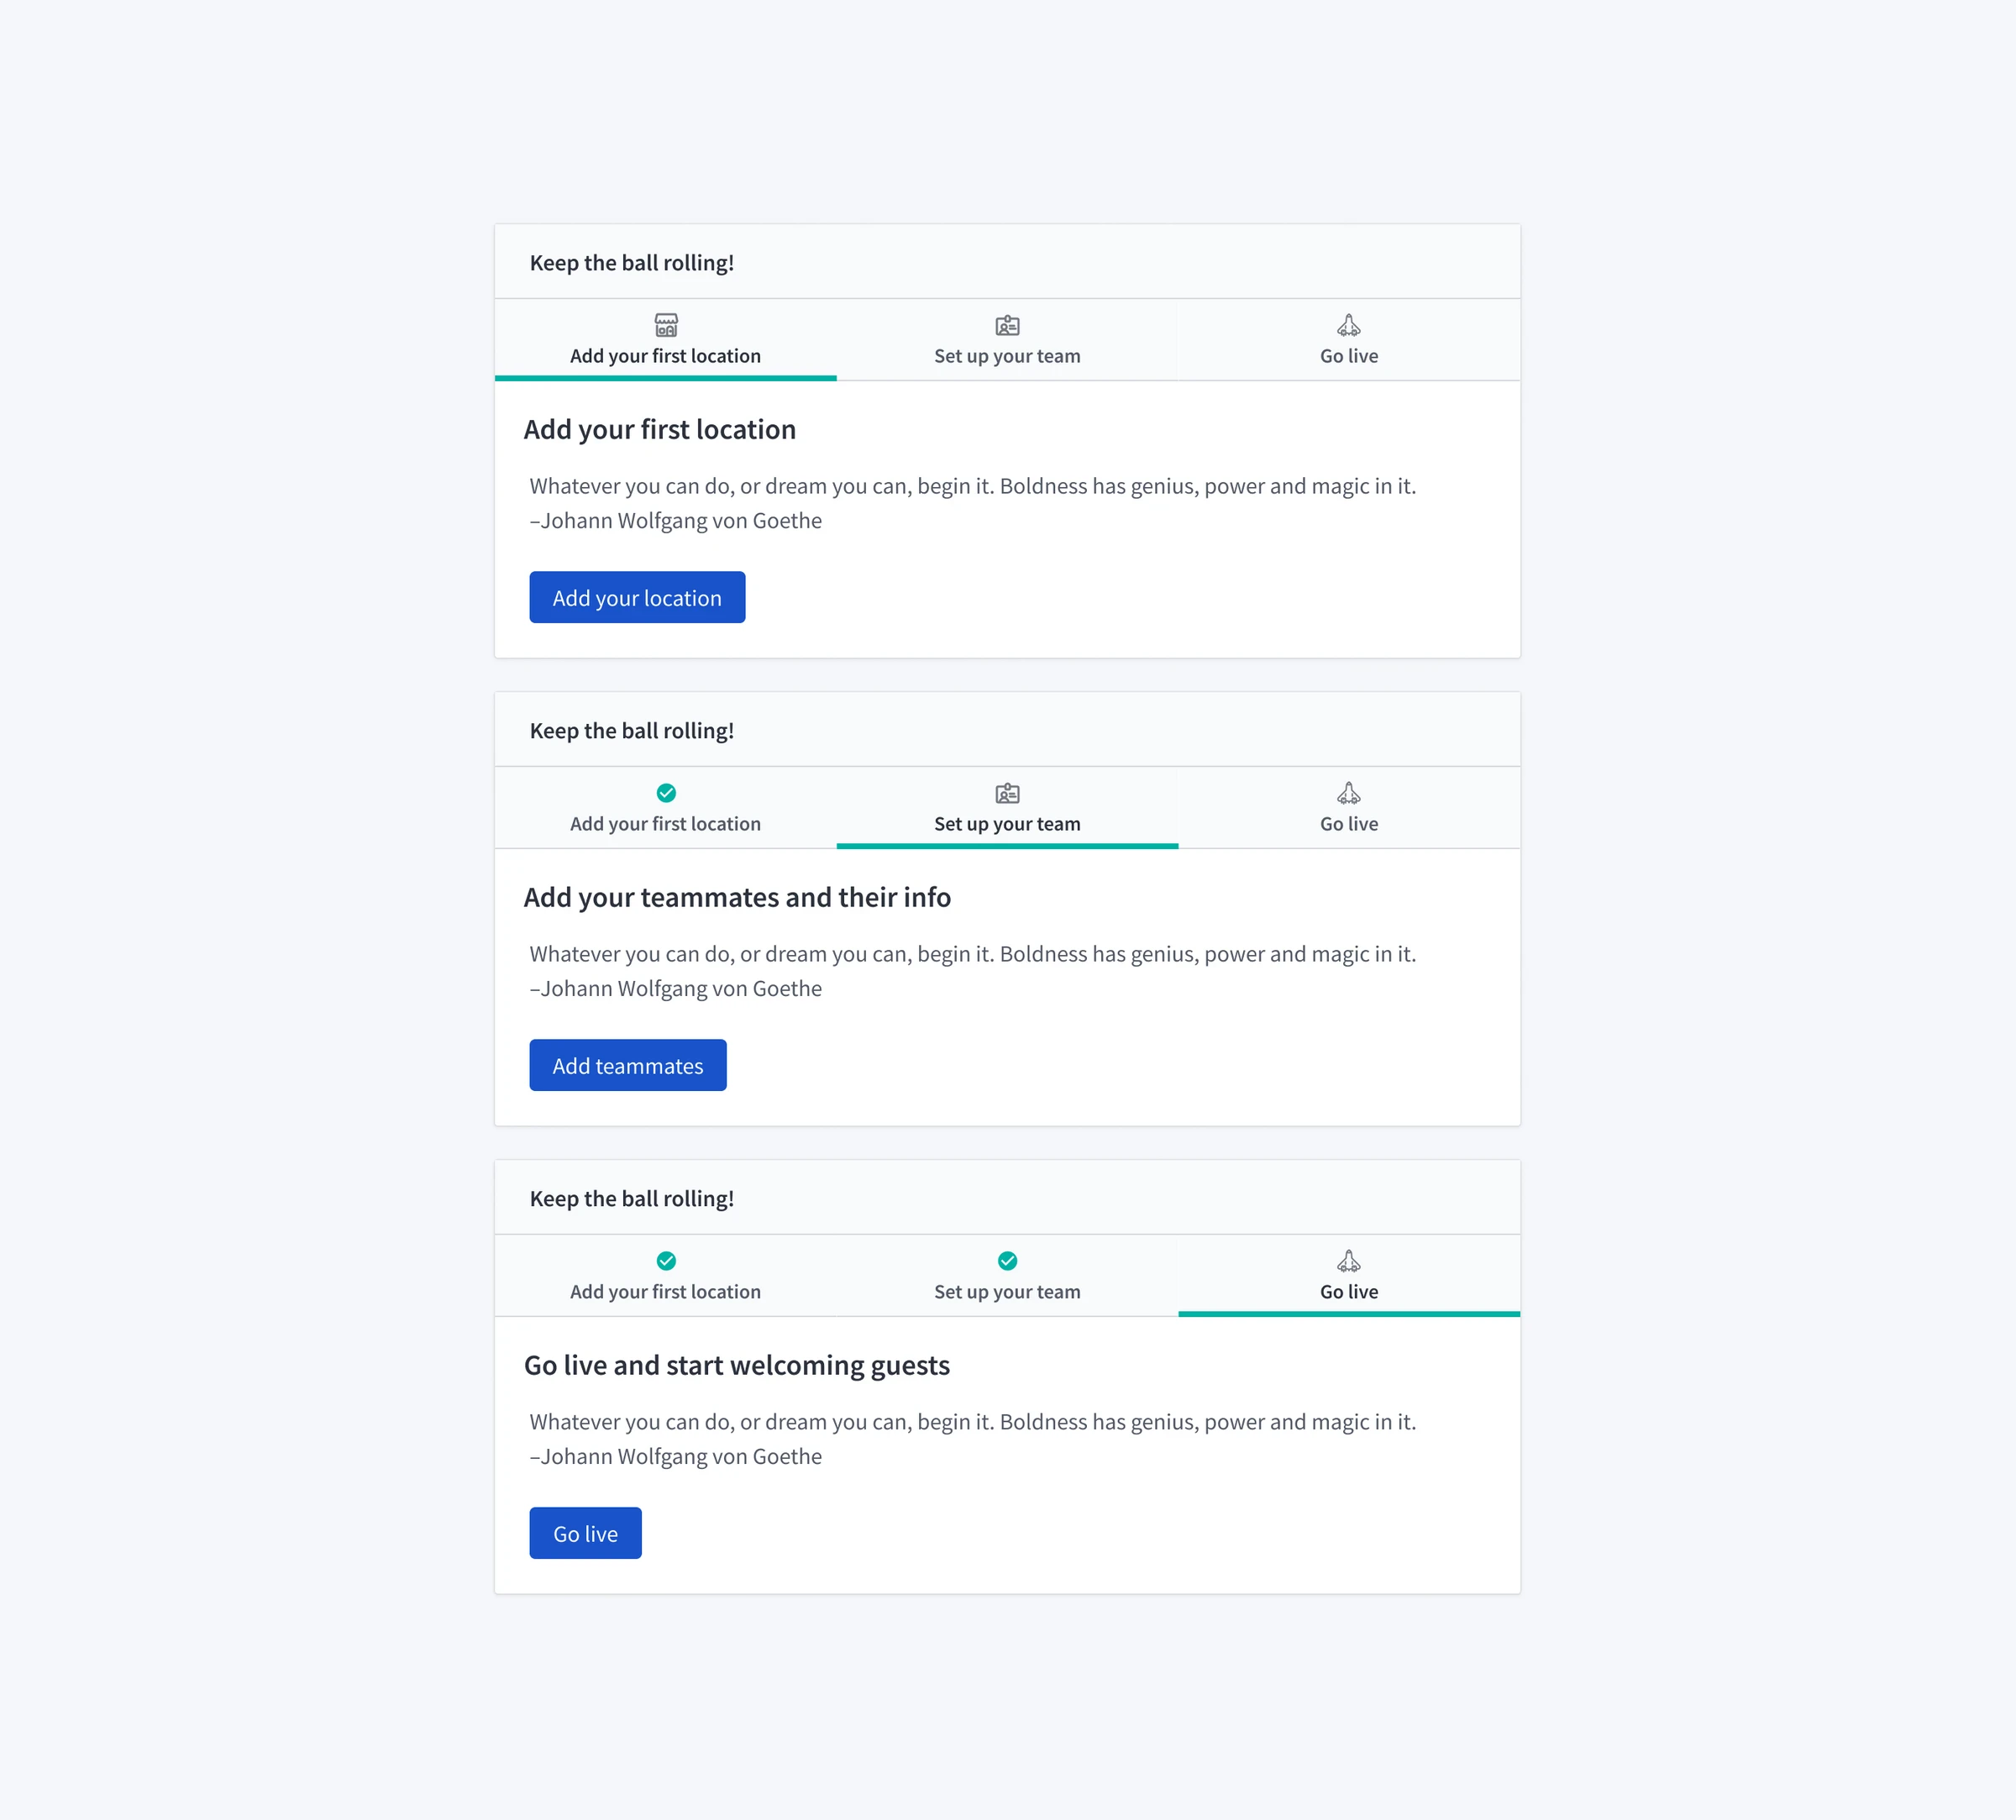 Keep the ball rolling!
Add your first location
Set up your team
Go live
Add your first location
Whatever you can do, or dream you can, begin it. Boldness has genius, power and magic in it.
–Johann Wolfgang von Goethe
Add your location
Keep the ball rolling!
Add your first location
Set up your team
Go live
Add your teammates and their info
Whatever you can do, or dream you can, begin it. Boldness has genius, power and magic in it.
–Johann Wolfgang von Goethe
Add teammates
Keep the ball rolling!
Add your first location
Set up your team
Go live
Go live and start welcoming guests
Whatever you can do, or dream you can, begin it. Boldness has genius, power and magic in it.
–Johann Wolfgang von Goethe
Go live